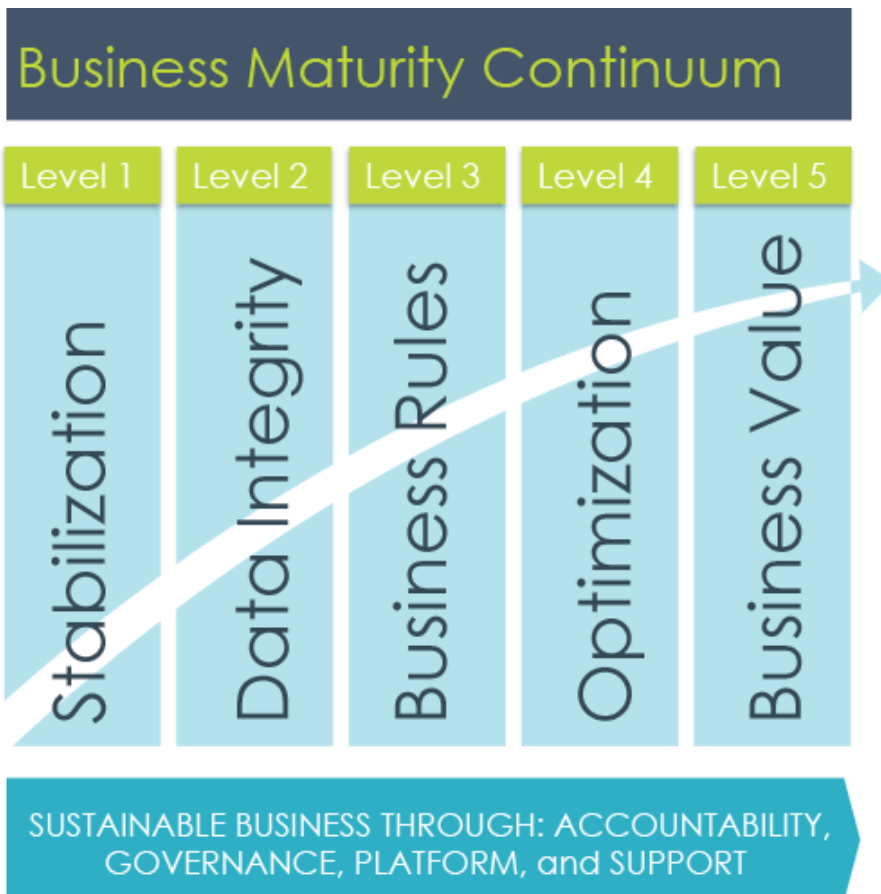 Business Maturity Continuum
Level 1
Level 2
Level 3
Level 4
Level 5
Stabilization
Data Integrity
Business Rules
Optimization
Business Value
SUSTAINABLE BUSINESS THROUGH: ACCOUNTABILITY,
GOVERNANCE, PLATFORM, and SUPPORT